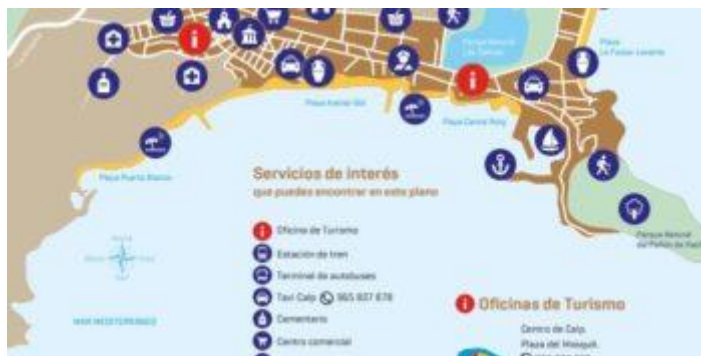 Parque Natural
Playa
La Fossa-Levante
Playa Arenal-Bol
Playa Cantal Roig
Playa Puerto Blanco
Servicios de interés
que puedes encontrar en este plano
Oficina de Turismo
Estación de tren
Terminal de autobuses
Taxi Calp 965 837 878
Cementerio
Centro comercial
MAR MEDITERRÁNEO
Parque Natural
del Peñón de Ifach
Oficinas de Turismo
Centro de Calp.
Plaza del Mosquit.